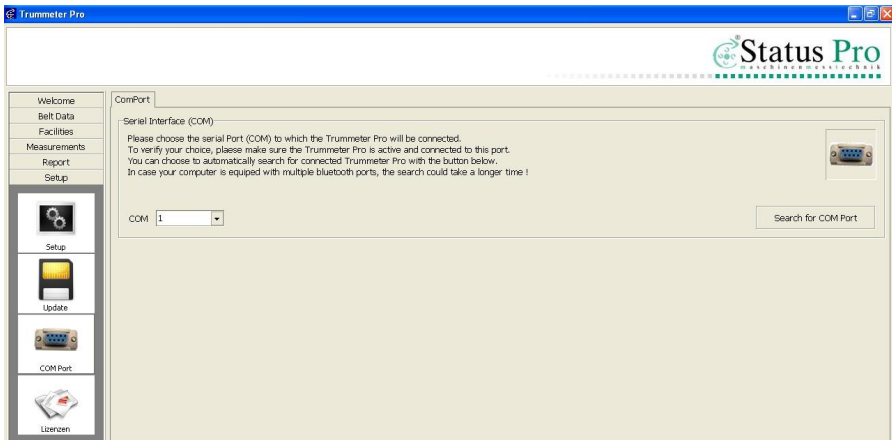 Trummeter Pro
Status Pro
maschinenmesstechnik
Welcome
Belt Data
Facilities
Measurements
Report
Setup
Setup
Update
COM Port
Lizenzen
ComPort
Seriel Interface (COM)
Please choose the serial Port (COM) to which the Trummeter Pro will be connected.
To verify your choice, plaese make sure the Trummeter Pro is active and connected to this port.
You can choose to automatically search for connected Trummeter Pro with the button below.
In case your computer is equiped with multiple bluetooth ports, the search could take a longer time !
COM 1
Search for COM Port